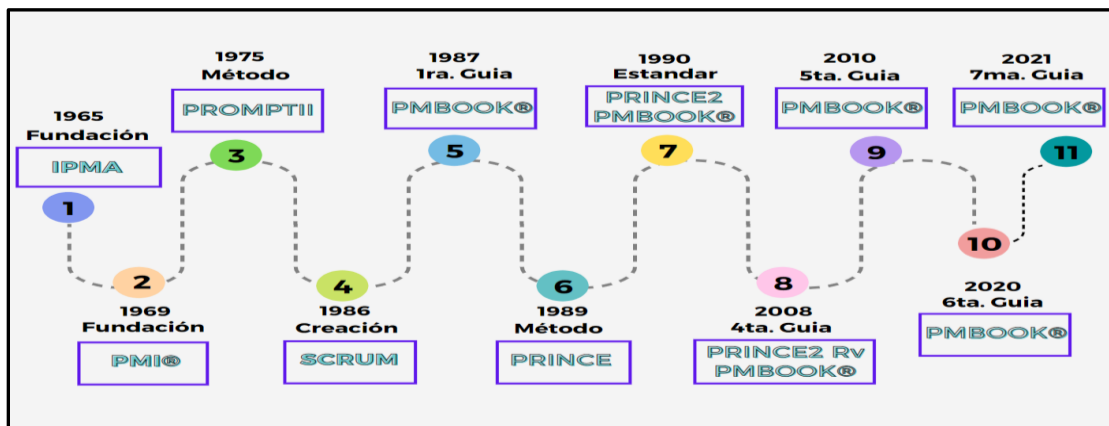 1965
Fundación
IPMA
1
2
1969
Fundación
PMI®
1975
Método
PROMPTII
3
4
1986
Creación
SCRUM
1987
1ra. Guia
PMBOOK®
5
6
1989
Método
PRINCE
1990
Estandar
PRINCE2
PMBOOK®
7
8
2008
4ta. Guia
PRINCE2 Rv
PMBOOK®
2010
5ta. Guia
PMBOOK®
9
10
2020
6ta. Guia
PMBOOK®
2021
7ma. Guia
PMBOOK®
11